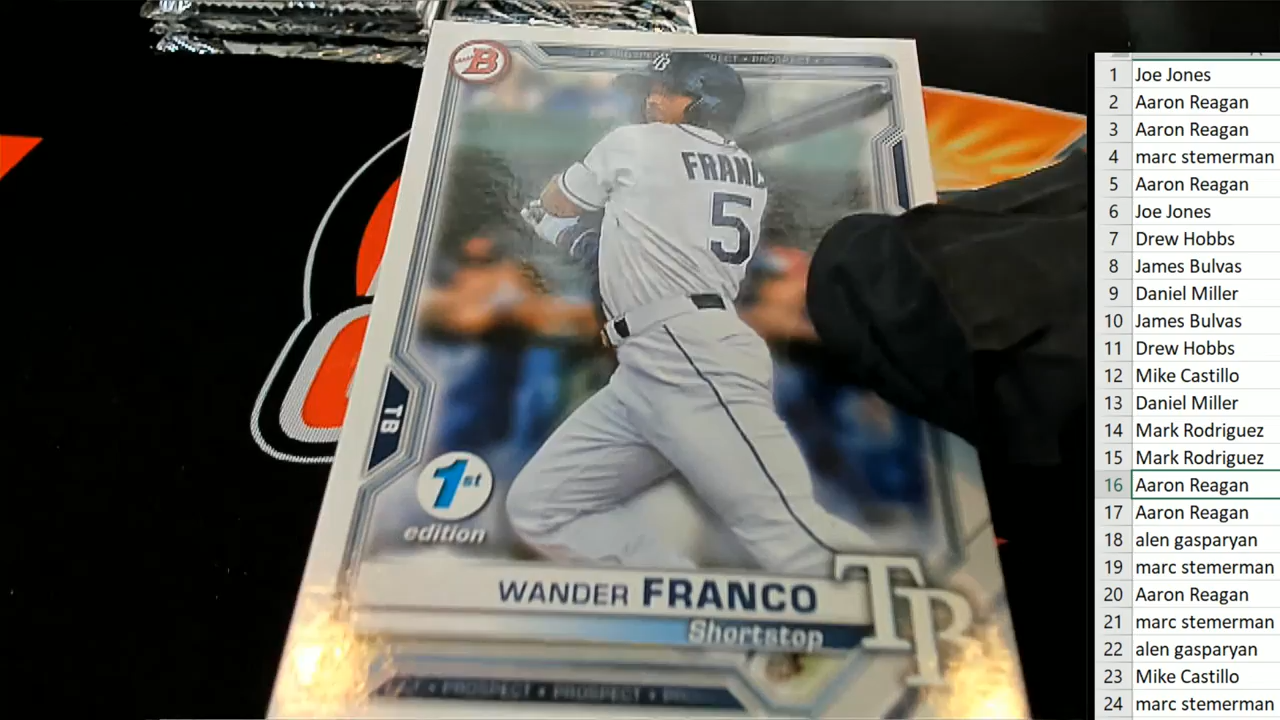 B
PROSPECT
FRANC
5
TB
1st
edition
WANDER FRANCO
Shortstop
TB
PROSPECT • PROSPECT
1 Joe Jones
2 Aaron Reagan
3 Aaron Reagan
4 marc stemerman
5 Aaron Reagan
6 Joe Jones
7 Drew Hobbs
8 James Bulvas
9 Daniel Miller
10 James Bulvas
11 Drew Hobbs
12 Mike Castillo
13 Daniel Miller
14 Mark Rodriguez
15 Mark Rodriguez
16 Aaron Reagan
17 Aaron Reagan
18 alen gasparyan
19 marc stemerman
20 Aaron Reagan
21 marc stemerman
22 alen gasparyan
23 Mike Castillo
24 marc stemerman